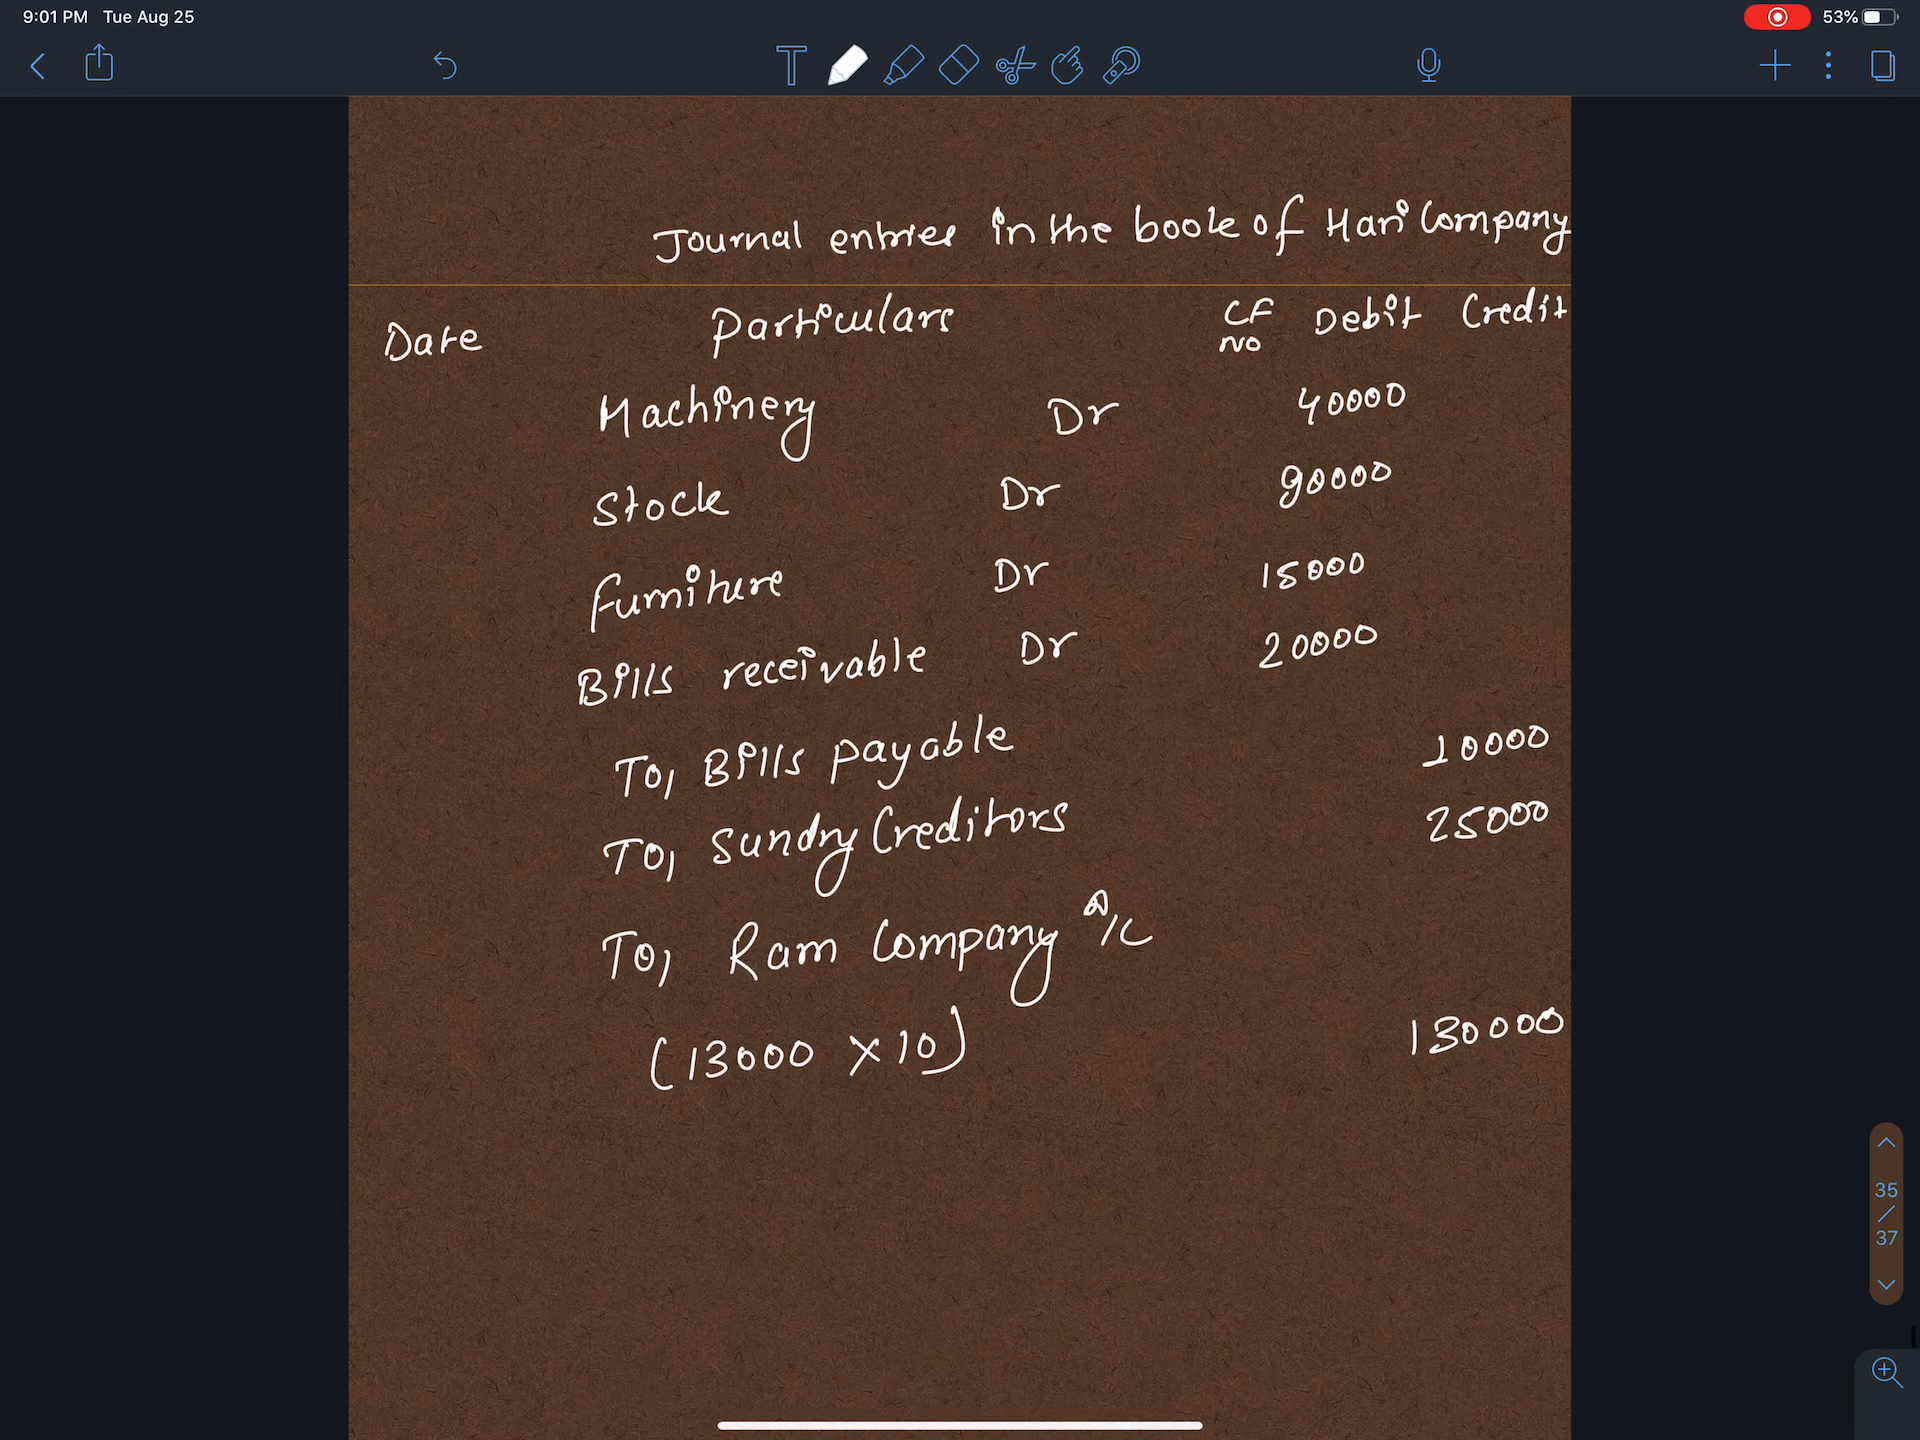 9:01 PM Tue Aug 25
53%
Journal entries in the book of Hari Company
Date Particulars CF NO Debit Credit
Machinery Dr 40000
Stock Dr 90000
furniture Dr 15000
Bills receivable Dr 20000
To, Bills payable 10000
To, Sundry Creditors 25000
To, Ram Company A/C
(13000 x 10) 130000
35
/
37